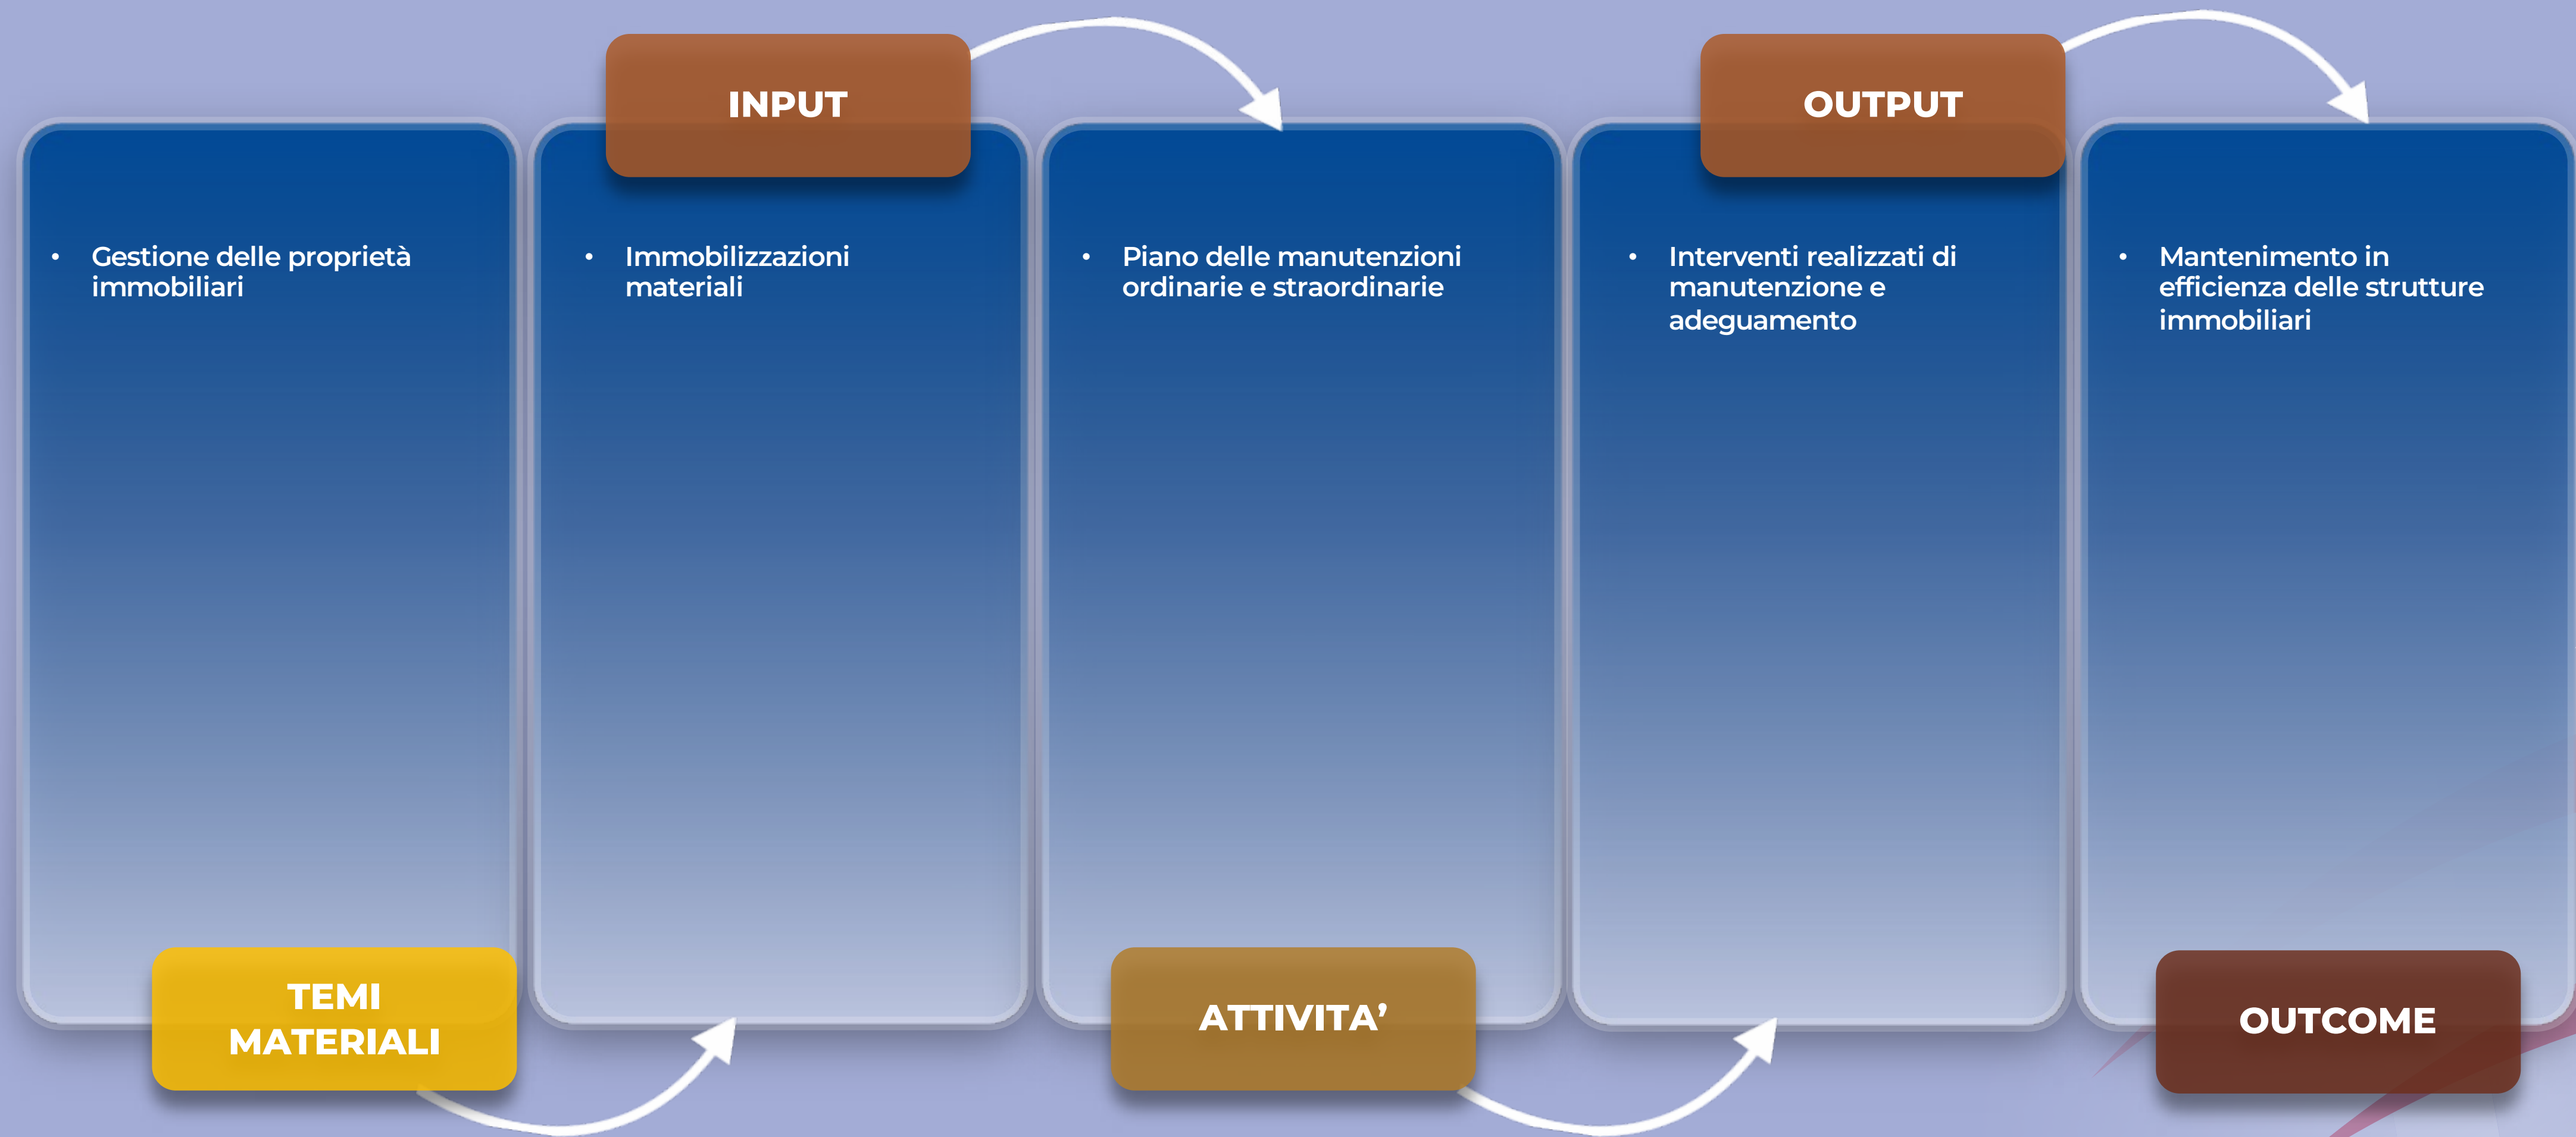 INPUT
OUTPUT
• Gestione delle proprietà
immobiliari
• Immobilizzazioni
materiali
• Piano delle manutenzioni
ordinarie e straordinarie
• Interventi realizzati di
manutenzione e
adeguamento
• Mantenimento in
efficienza delle strutture
immobiliari
TEMI
MATERIALI
ATTIVITA’
OUTCOME